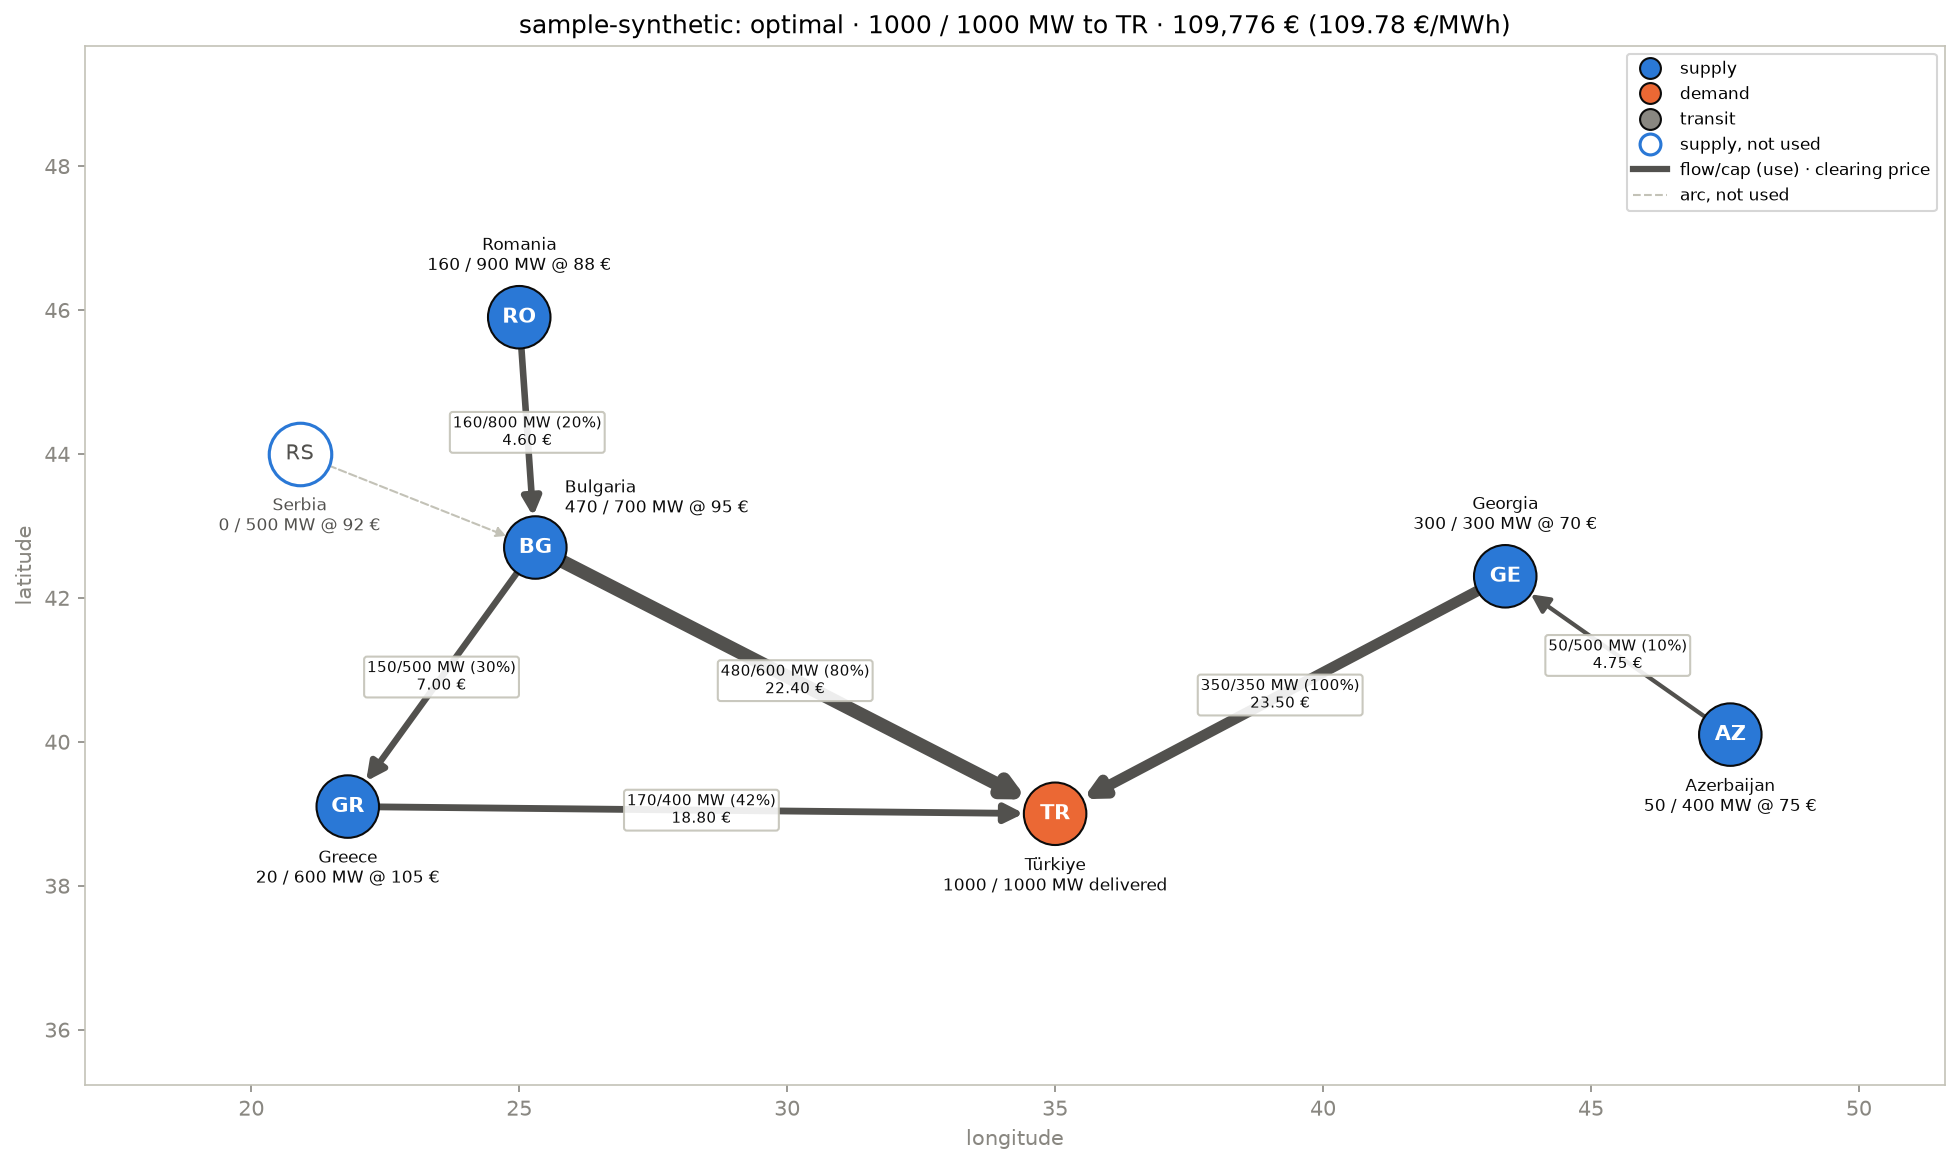 sample-synthetic: optimal · 1000 / 1000 MW to TR · 109,776 € (109.78 €/MWh)
supply
demand
transit
supply, not used
flow/cap (use) · clearing price
arc, not used
48
46
44
42
40
38
36
latitude
Romania
160 / 900 MW @ 88 €
RO
160/800 MW (20%)
4.60 €
RS
Serbia
0 / 500 MW @ 92 €
Bulgaria
470 / 700 MW @ 95 €
BG
Georgia
300 / 300 MW @ 70 €
GE
150/500 MW (30%)
7.00 €
480/600 MW (80%)
22.40 €
350/350 MW (100%)
23.50 €
50/500 MW (10%)
4.75 €
AZ
Azerbaijan
50 / 400 MW @ 75 €
GR
Greece
20 / 600 MW @ 105 €
170/400 MW (42%)
18.80 €
TR
Türkiye
1000 / 1000 MW delivered
20
25
30
35
40
45
50
longitude